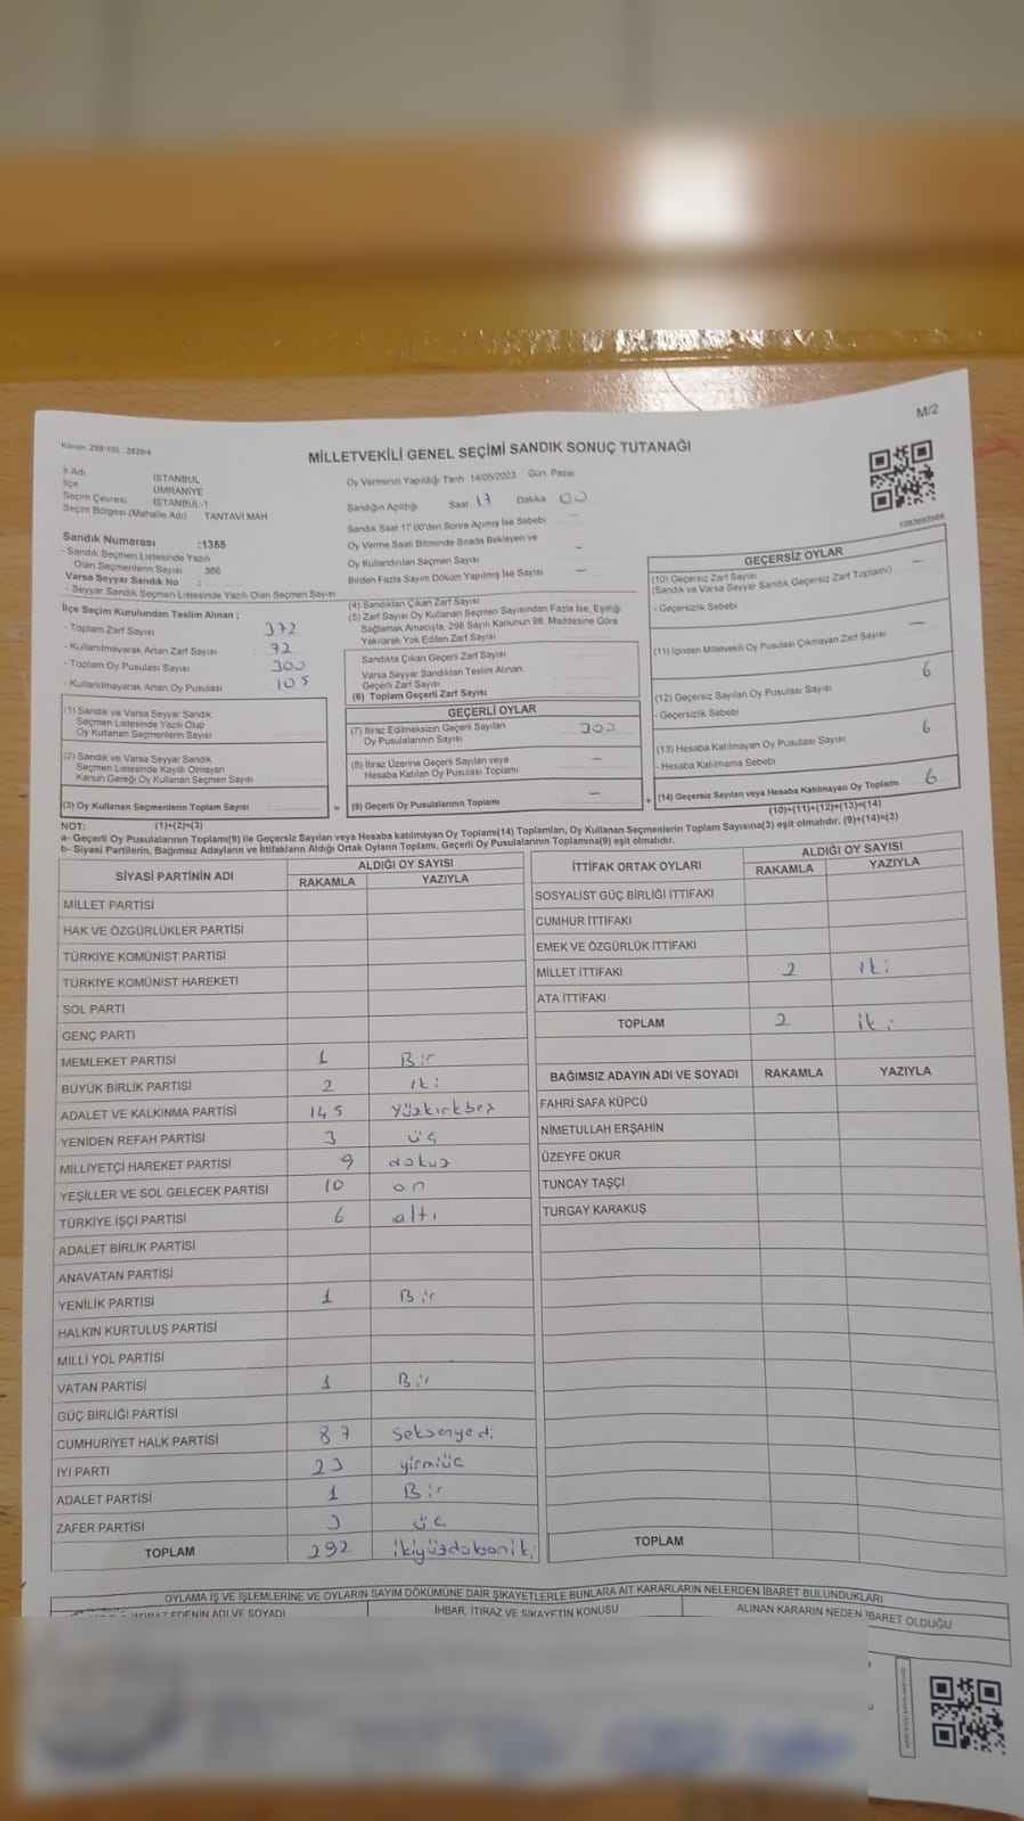 M/2
MİLLETVEKİLİ GENEL SEÇİMİ SANDIK SONUÇ TUTANAĞI
İl Adı İSTANBUL
İlçe ÜMRANİYE
Seçim Çevresi İSTANBUL-1
Seçim Bölgesi (Mahalle Adı) TANTAVİ MAH
Sandık Numarası :1365
- Sandık Seçmen Listesinde Yazılı
Olan Seçmenlerin Sayısı
Varsa Seyyar Sandık No :
- Seyyar Sandık Seçmen Listesinde Yazılı Olan Seçmen Sayısı
Oy Vermenin Yapıldığı Tarih 14/05/2023 Gün Pazar
Sandığın Açıldığı Saat 17 Dakika 00
Sandık Saat 17:00'den Sonra Açılmış İse Sebebi
Oy Verme Saati Bitiminde Sırada Bekleyen ve
Oy Kullandırılan Seçmen Sayısı -
Birden Fazla Sayım Döküm Yapılmış İse Sayısı -
İlçe Seçim Kurulundan Teslim Alınan ;
- Toplam Zarf Sayısı 372
- Kullanılmayarak Artan Zarf Sayısı 72
- Toplam Oy Pusulası Sayısı 300
- Kullanılmayarak Artan Oy Pusulası 105
(1) Sandık ve Varsa Seyyar Sandık
Seçmen Listesinde Yazılı Olup
Oy Kullanan Seçmenlerin Sayısı
(2) Sandık ve Varsa Seyyar Sandık
Seçmen Listesinde Kayıtlı Olmayan
Kanun Gereği Oy Kullanan Seçmen Sayısı
(3) Oy Kullanan Seçmenlerin Toplam Sayısı
(1)+(2)=(3)
(4) Sandıktan Çıkan Zarf Sayısı
(5) Zarf Sayısı Oy Kullanan Seçmen Sayısından Fazla İse, Eşitliği
Sağlamak Amacıyla, 298 Sayılı Kanunun 98. Maddesine Göre
Yakılarak Yok Edilen Zarf Sayısı
Sandıkta Çıkan Geçerli Zarf Sayısı
Varsa Seyyar Sandıktan Teslim Alınan
Geçerli Zarf Sayısı
(6) Toplam Geçerli Zarf Sayısı
GEÇERLİ OYLAR
(7) İtiraz Edilmeksizin Geçerli Sayılan
Oy Pusulalarının Sayısı 300
(8) İtiraz Üzerine Geçerli Sayılan veya
Hesaba Katılan Oy Pusulası Toplamı -
= (9) Geçerli Oy Pusulalarının Toplamı -
GEÇERSİZ OYLAR
(10) Geçersiz Zarf Sayısı
(Sandık ve Varsa Seyyar Sandık Geçersiz Zarf Toplamı) -
- Geçersizlik Sebebi
(11) İçinden Milletvekili Oy Pusulası Çıkmayan Zarf Sayısı -
(12) Geçersiz Sayılan Oy Pusulası Sayısı 6
- Geçersizlik Sebebi
(13) Hesaba Katılmayan Oy Pusulası Sayısı 6
- Hesaba Katılmama Sebebi
+ (14) Geçersiz Sayılan veya Hesaba Katılmayan Oy Toplamı 6
(10)+(11)+(12)+(13)=(14)
NOT:
a- Geçerli Oy Pusulalarının Toplamı(9) ile Geçersiz Sayılan veya Hesaba katılmayan Oy Toplamı(14) Toplamları, Oy Kullanan Seçmenlerin Toplam Sayısına(3) eşit olmalıdır. (9)+(14)=(3)
b- Siyasi Partilerin, Bağımsız Adayların ve İttifakların Aldığı Ortak Oyların Toplamı, Geçerli Oy Pusulalarının Toplamına(9) eşit olmalıdır.
SİYASİ PARTİNİN ADI ALDIĞI OY SAYISI
RAKAMLA YAZIYLA
MİLLET PARTİSİ
HAK VE ÖZGÜRLÜKLER PARTİSİ
TÜRKİYE KOMÜNİST PARTİSİ
TÜRKİYE KOMÜNİST HAREKETİ
SOL PARTİ
GENÇ PARTİ
MEMLEKET PARTİSİ 1 Bir
BÜYÜK BİRLİK PARTİSİ 2 iki
ADALET VE KALKINMA PARTİSİ 145 yüzkırkbeş
YENİDEN REFAH PARTİSİ 3 üç
MİLLİYETÇİ HAREKET PARTİSİ 9 dokuz
YEŞİLLER VE SOL GELECEK PARTİSİ 10 on
TÜRKİYE İŞÇİ PARTİSİ 6 altı
ADALET BİRLİK PARTİSİ
ANAVATAN PARTİSİ
YENİLİK PARTİSİ 1 Bir
HALKIN KURTULUŞ PARTİSİ
MİLLİ YOL PARTİSİ
VATAN PARTİSİ 1 Bir
GÜÇ BİRLİĞİ PARTİSİ
CUMHURİYET HALK PARTİSİ 87 seksenyedi
İYİ PARTİ 23 yirmiüç
ADALET PARTİSİ 1 Bir
ZAFER PARTİSİ 3 üç
TOPLAM 292 ikiyüzdoksaniki
İTTİFAK ORTAK OYLARI ALDIĞI OY SAYISI
RAKAMLA YAZIYLA
SOSYALİST GÜÇ BİRLİĞİ İTTİFAKI
CUMHUR İTTİFAKI
EMEK VE ÖZGÜRLÜK İTTİFAKI
MİLLET İTTİFAKI 2 iki
ATA İTTİFAKI
TOPLAM 2 iki
BAĞIMSIZ ADAYIN ADI VE SOYADI RAKAMLA YAZIYLA
FAHRİ SAFA KÜPCÜ
NİMETULLAH ERŞAHİN
ÜZEYFE OKUR
TUNCAY TAŞÇİ
TURGAY KARAKUŞ
TOPLAM
OYLAMA İŞ VE İŞLEMLERİNE VE OYLARIN SAYIM DÖKÜMÜNE DAİR ŞİKAYETLERLE BUNLARA AİT KARARLARIN NELERDEN İBARET BULUNDUKLARI
EDENİN ADI VE SOYADI İHBAR, İTİRAZ VE ŞİKAYETİN KONUSU ALINAN KARARIN NEDEN İBARET OLDUĞU